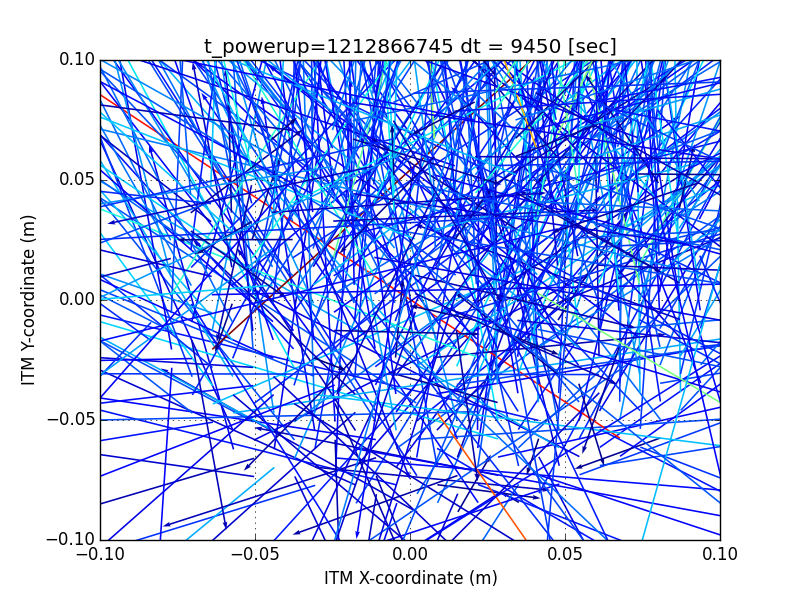 t_powerup=1212866745 dt = 9450 [sec]
0.10
0.05
0.00
−0.05
−0.10
ITM Y-coordinate (m)
−0.10 −0.05 0.00 0.05 0.10
ITM X-coordinate (m)